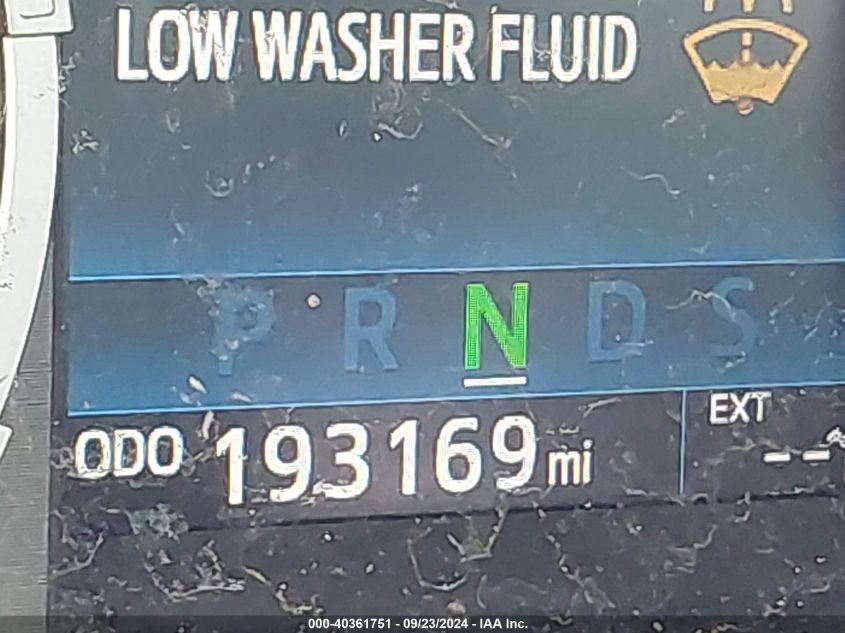 LOW WASHER FLUID
P R N D S
ODO 193169 mi
EXT
--°
000-40361751 - 09/23/2024 - IAA Inc.